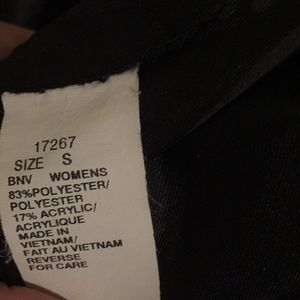 17267
SIZE S
BNV WOMENS
83%POLYESTER/
POLYESTER
17% ACRYLIC/
ACRYLIQUE
MADE IN
VIETNAM/
FAIT AU VIETNAM
REVERSE
FOR CARE